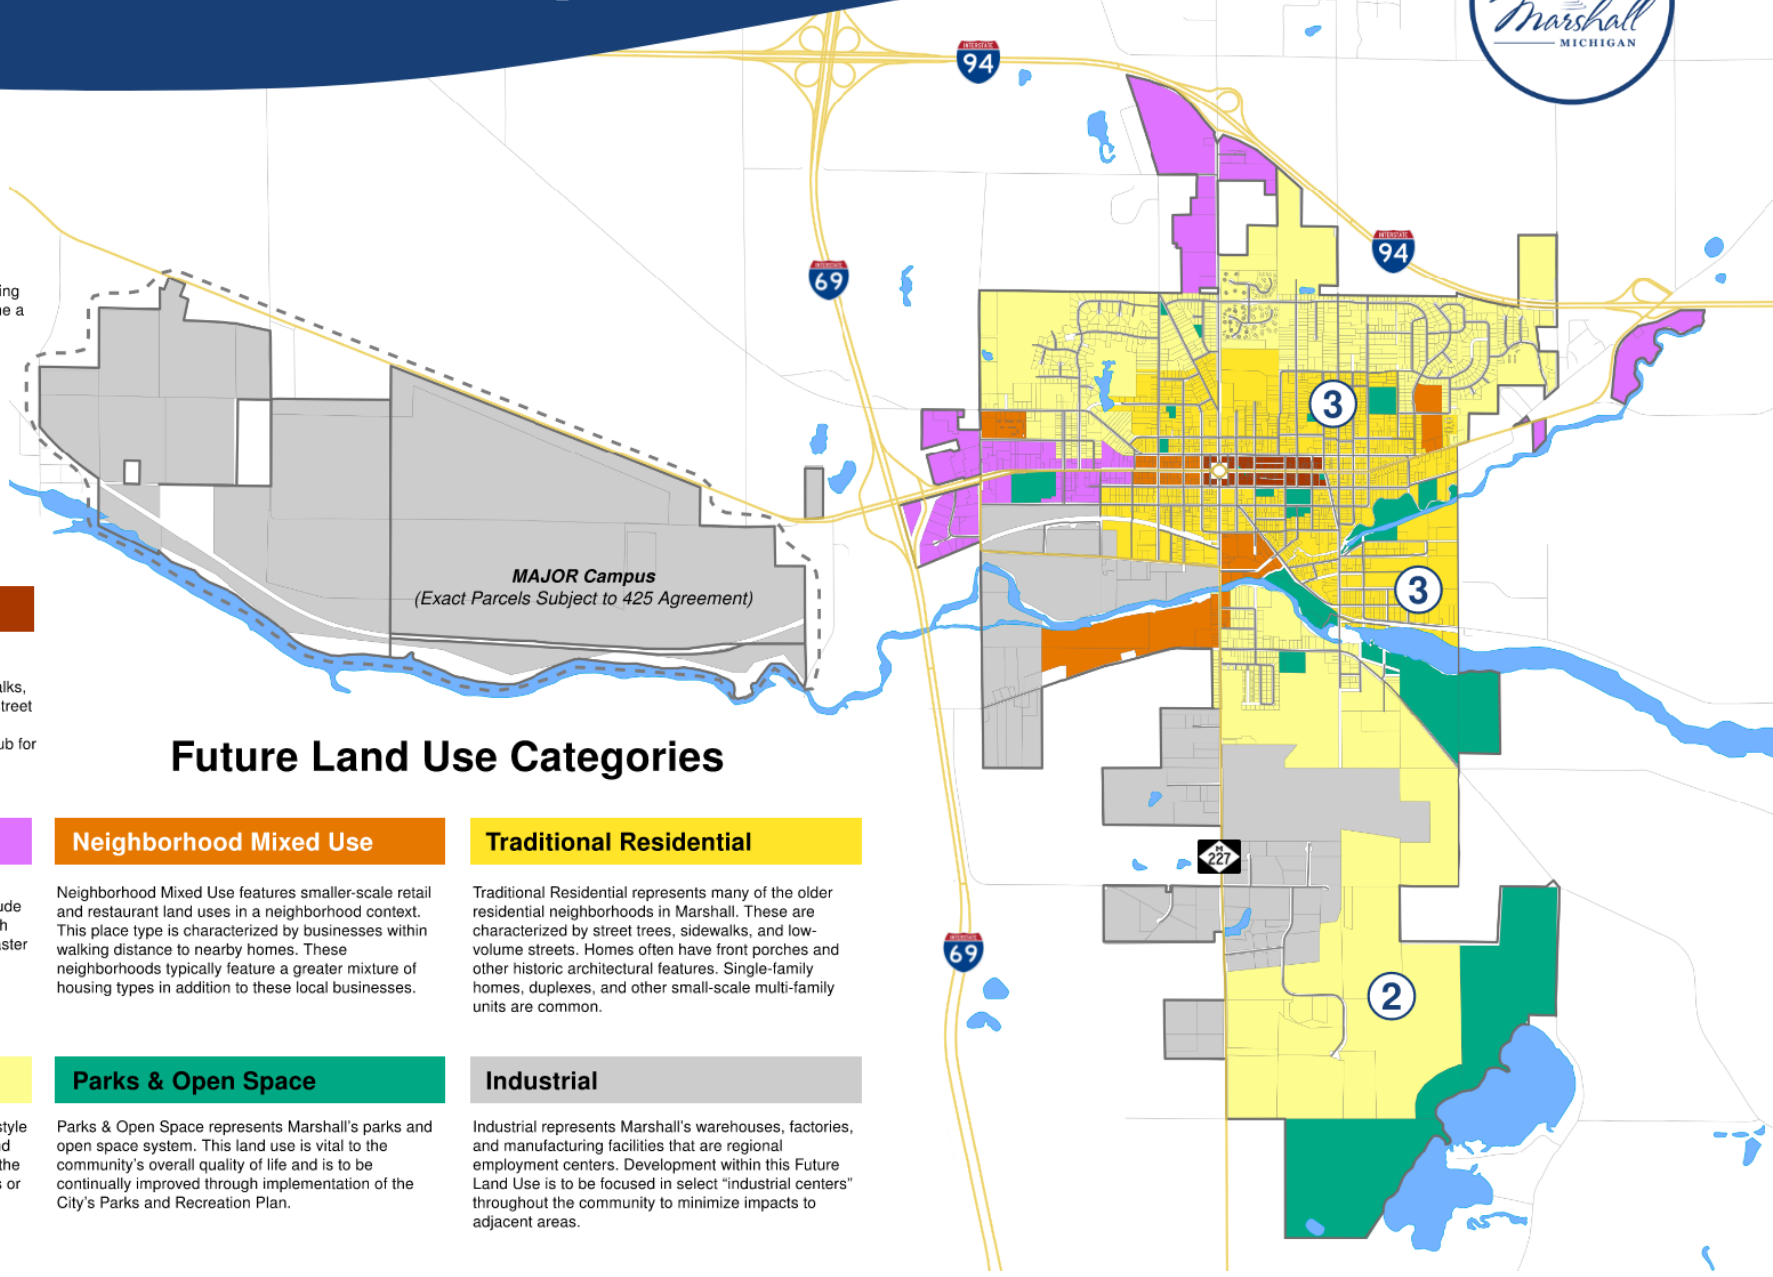 Marshall
MICHIGAN
INTERSTATE
94
INTERSTATE
69
INTERSTATE
94
ing
e a
3
3
MAJOR Campus
(Exact Parcels Subject to 425 Agreement)
alks,
treet
ub for
Future Land Use Categories
Neighborhood Mixed Use
Neighborhood Mixed Use features smaller-scale retail
and restaurant land uses in a neighborhood context.
This place type is characterized by businesses within
walking distance to nearby homes. These
neighborhoods typically feature a greater mixture of
housing types in addition to these local businesses.
Traditional Residential
Traditional Residential represents many of the older
residential neighborhoods in Marshall. These are
characterized by street trees, sidewalks, and low-
volume streets. Homes often have front porches and
other historic architectural features. Single-family
homes, duplexes, and other small-scale multi-family
units are common.
ude
h
aster
M
227
INTERSTATE
69
2
Parks & Open Space
Parks & Open Space represents Marshall's parks and
open space system. This land use is vital to the
community's overall quality of life and is to be
continually improved through implementation of the
City's Parks and Recreation Plan.
Industrial
Industrial represents Marshall's warehouses, factories,
and manufacturing facilities that are regional
employment centers. Development within this Future
Land Use is to be focused in select “industrial centers”
throughout the community to minimize impacts to
adjacent areas.
style
d
the
s or